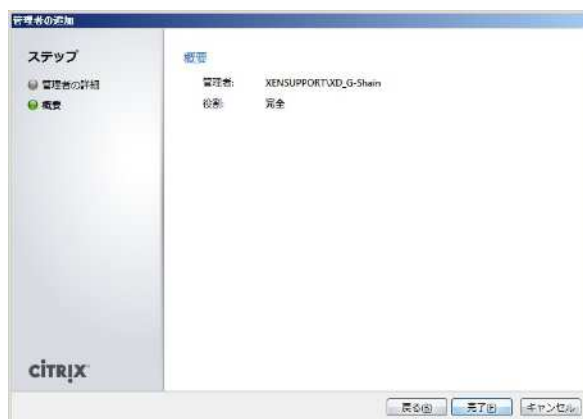 管理者の追加
ステップ
管理者の詳細
概要
概要
管理者: XENSUPPORT\XD_G-Shain
役割: 完全
CITRIX
戻る(B) 完了(F) キャンセル